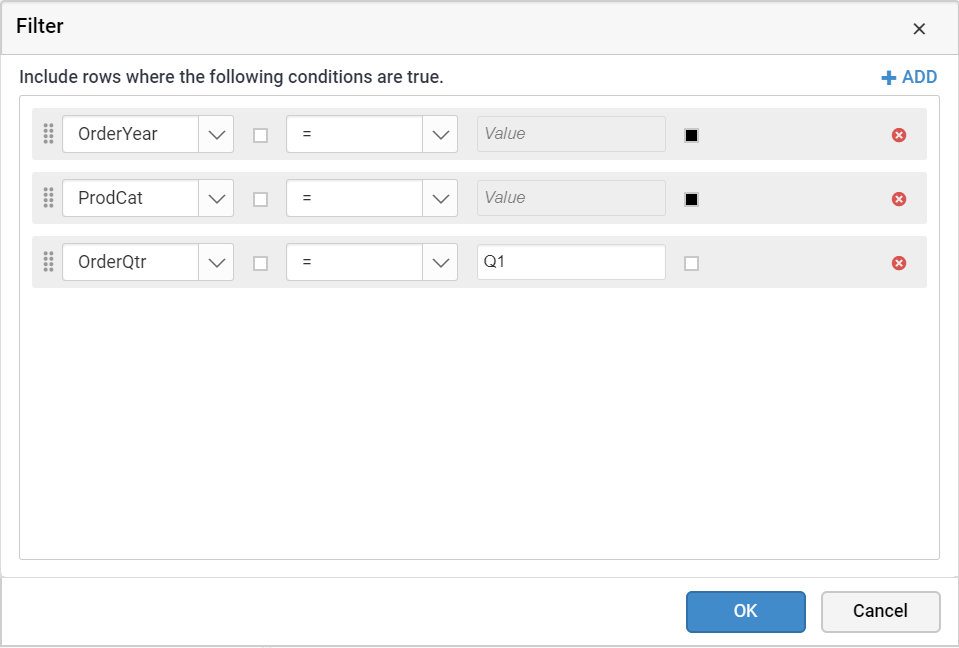 Filter
Include rows where the following conditions are true.
ADD
OrderYear = Value
ProdCat = Value
OrderQtr = Q1
OK Cancel